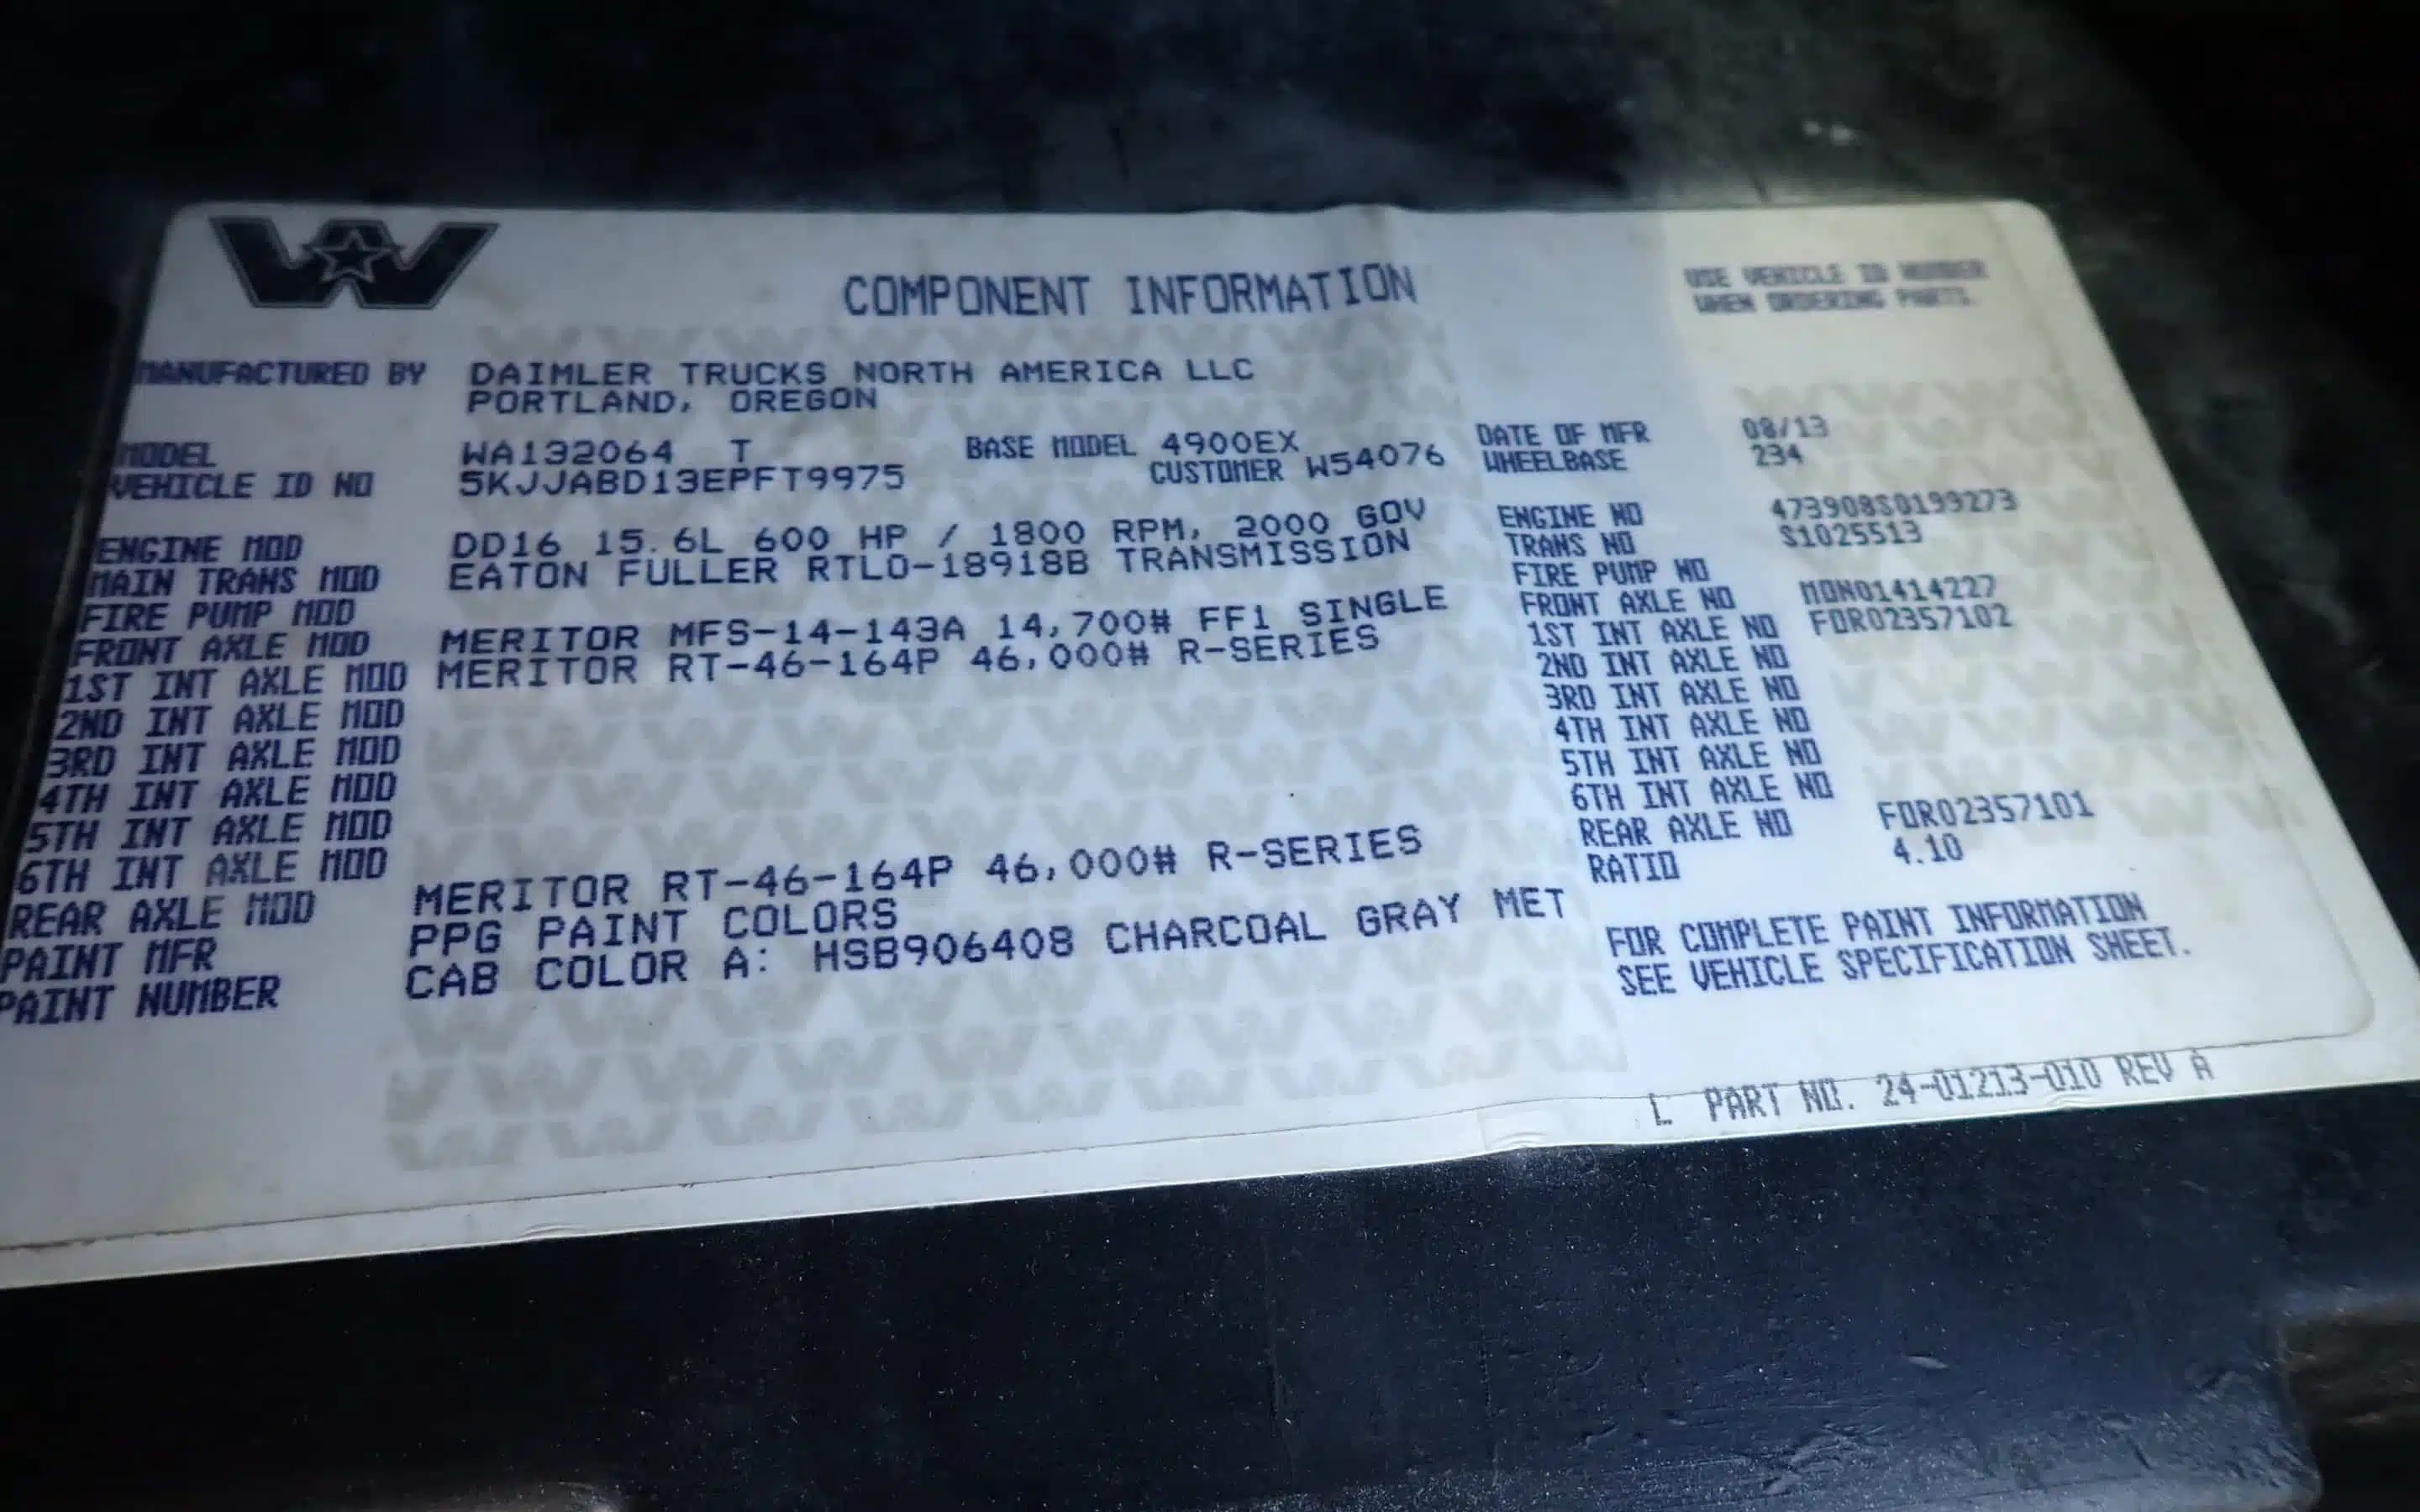 COMPONENT INFORMATION
USE VEHICLE ID NUMBER
WHEN ORDERING PARTS.
MANUFACTURED BY DAIMLER TRUCKS NORTH AMERICA LLC
PORTLAND, OREGON
MODEL WA132064 T BASE MODEL 4900EX DATE OF MFR 08/13
VEHICLE ID NO 5KJJABD13EPFT9975 CUSTOMER W54076 WHEELBASE 234
ENGINE MOD DD16 15.6L 600 HP / 1800 RPM, 2000 GOV ENGINE NO 473908S0199273
MAIN TRANS MOD EATON FULLER RTLO-18918B TRANSMISSION TRANS NO S1025513
FIRE PUMP MOD FIRE PUMP NO
FRONT AXLE MOD MERITOR MFS-14-143A 14,700# FF1 SINGLE FRONT AXLE NO MON01414227
1ST INT AXLE MOD MERITOR RT-46-164P 46,000# R-SERIES 1ST INT AXLE NO FOR02357102
2ND INT AXLE MOD 2ND INT AXLE NO
3RD INT AXLE MOD 3RD INT AXLE NO
4TH INT AXLE MOD 4TH INT AXLE NO
5TH INT AXLE MOD 5TH INT AXLE NO
6TH INT AXLE MOD 6TH INT AXLE NO
REAR AXLE MOD MERITOR RT-46-164P 46,000# R-SERIES REAR AXLE NO FOR02357101
PAINT MFR PPG PAINT COLORS RATIO 4.10
PAINT NUMBER CAB COLOR A: HSB906408 CHARCOAL GRAY MET
FOR COMPLETE PAINT INFORMATION
SEE VEHICLE SPECIFICATION SHEET.
L PART NO. 24-01213-010 REV A